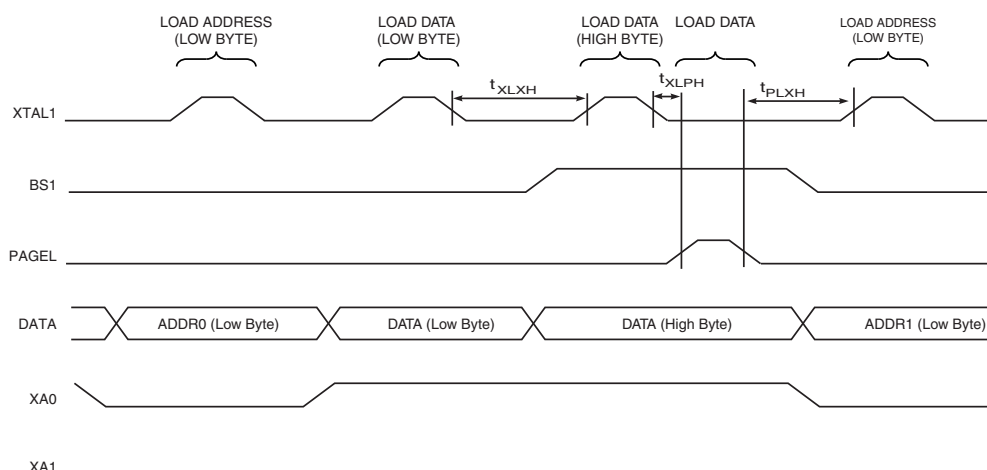 LOAD ADDRESS
(LOW BYTE)
LOAD DATA
(LOW BYTE)
LOAD DATA
(HIGH BYTE)
LOAD DATA
LOAD ADDRESS
(LOW BYTE)
XTAL1
tXLXH
tXLPH
tPLXH
BS1
PAGEL
DATA
ADDR0 (Low Byte)
DATA (Low Byte)
DATA (High Byte)
ADDR1 (Low Byte)
XA0
XA1